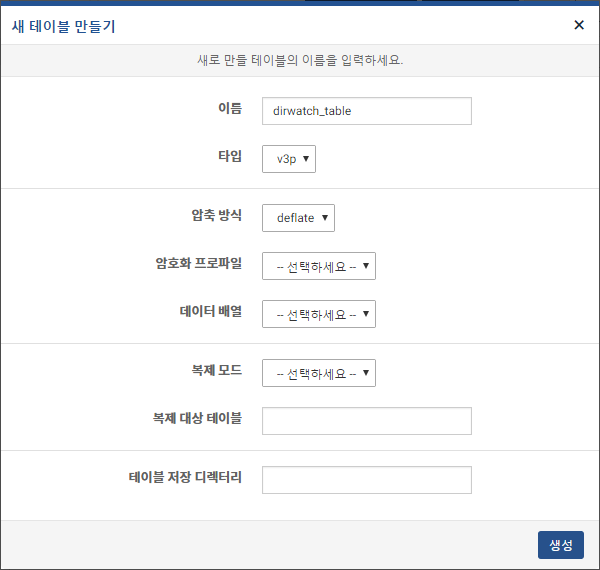 새 테이블 만들기 ×
새로 만들 테이블의 이름을 입력하세요.
이름 dirwatch_table
타입 v3p ▼
압축 방식 deflate ▼
암호화 프로파일 -- 선택하세요 -- ▼
데이터 배열 -- 선택하세요 -- ▼
복제 모드 -- 선택하세요 -- ▼
복제 대상 테이블
테이블 저장 디렉터리
생성